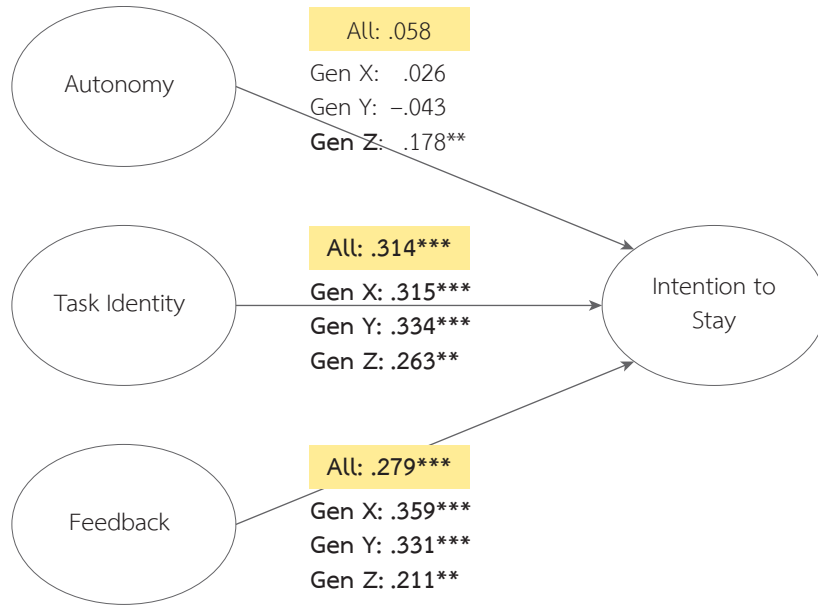 Autonomy
All: .058
Gen X: .026
Gen Y: –.043
Gen Z: .178**
Task Identity
All: .314***
Gen X: .315***
Gen Y: .334***
Gen Z: .263**
Intention to
Stay
Feedback
All: .279***
Gen X: .359***
Gen Y: .331***
Gen Z: .211**